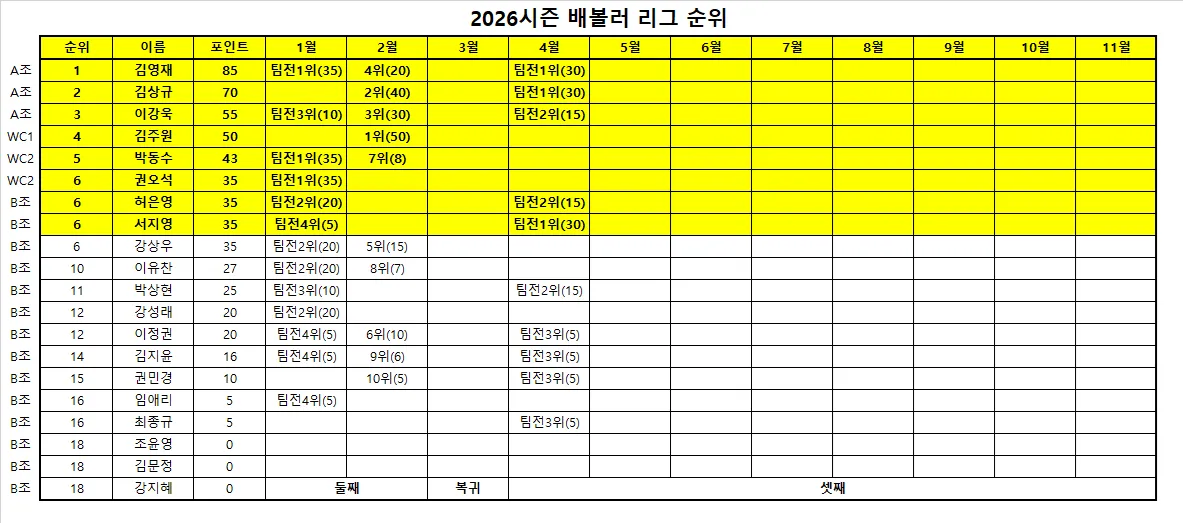 2026시즌 배볼러 리그 순위
순위 이름 포인트 1월 2월 3월 4월 5월 6월 7월 8월 9월 10월 11월
A조 1 김영재 85 팀전1위(35) 4위(20) 팀전1위(30)
A조 2 김상규 70 2위(40) 팀전1위(30)
A조 3 이강욱 55 팀전3위(10) 3위(30) 팀전2위(15)
WC1 4 김주원 50 1위(50)
WC2 5 박동수 43 팀전1위(35) 7위(8)
WC2 6 권오석 35 팀전1위(35)
B조 6 허은영 35 팀전2위(20) 팀전2위(15)
B조 6 서지영 35 팀전4위(5) 팀전1위(30)
B조 6 강상우 35 팀전2위(20) 5위(15)
B조 10 이유찬 27 팀전2위(20) 8위(7)
B조 11 박상현 25 팀전3위(10) 팀전2위(15)
B조 12 강성래 20 팀전2위(20)
B조 12 이정권 20 팀전4위(5) 6위(10) 팀전3위(5)
B조 14 김지윤 16 팀전4위(5) 9위(6) 팀전3위(5)
B조 15 권민경 10 10위(5) 팀전3위(5)
B조 16 임애리 5 팀전4위(5)
B조 16 최종규 5 팀전3위(5)
B조 18 조윤영 0
B조 18 김문정 0
B조 18 강지혜 0 둘째 복귀 셋째